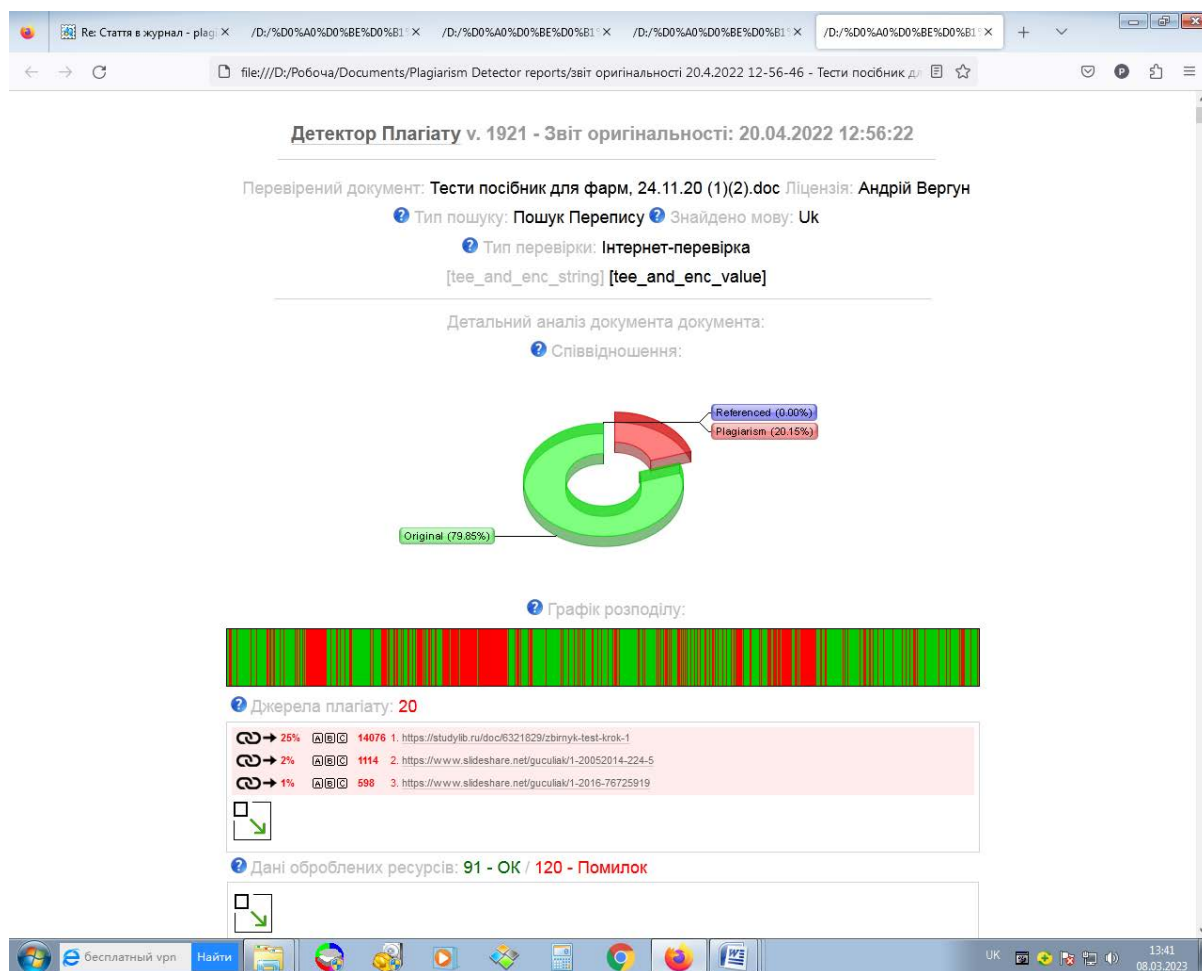 Re: Стаття в журнал - plag
/D:/%D0%A0%D0%BE%D0%B1
/D:/%D0%A0%D0%BE%D0%B1
/D:/%D0%A0%D0%BE%D0%B1
/D:/%D0%A0%D0%BE%D0%B1
file:///D:/Робоча/Documents/Plagiarism Detector reports/звіт оригінальності 20.4.2022 12-56-46 - Тести посібник
Детектор Плагіату v. 1921 - Звіт оригінальності: 20.04.2022 12:56:22
Перевірений документ: Тести посібник для фарм, 24.11.20 (1)(2).doc Ліцензія: Андрій Вергун
Тип пошуку: Пошук Перепису Знайдено мову: Uk
Тип перевірки: Інтернет-перевірка
[tee_and_enc_string] [tee_and_enc_value]
Детальний аналіз документа документа:
Співвідношення:
Referenced (0.00%)
Plagiarism (20.15%)
Original (79.85%)
Графік розподілу:
Джерела плагіату: 20
25% A B C 14076 1. https://studylib.ru/doc/6321829/zbirnyk-test-krok-1
2% A B C 1114 2. https://www.slideshare.net/guculiak/1-20052014-224-5
1% A B C 598 3. https://www.slideshare.net/guculiak/1-2016-76725919
Дані оброблених ресурсів: 91 - ОК / 120 - Помилок
бесплатный vpn Найти
UK
13:41
08.03.2023